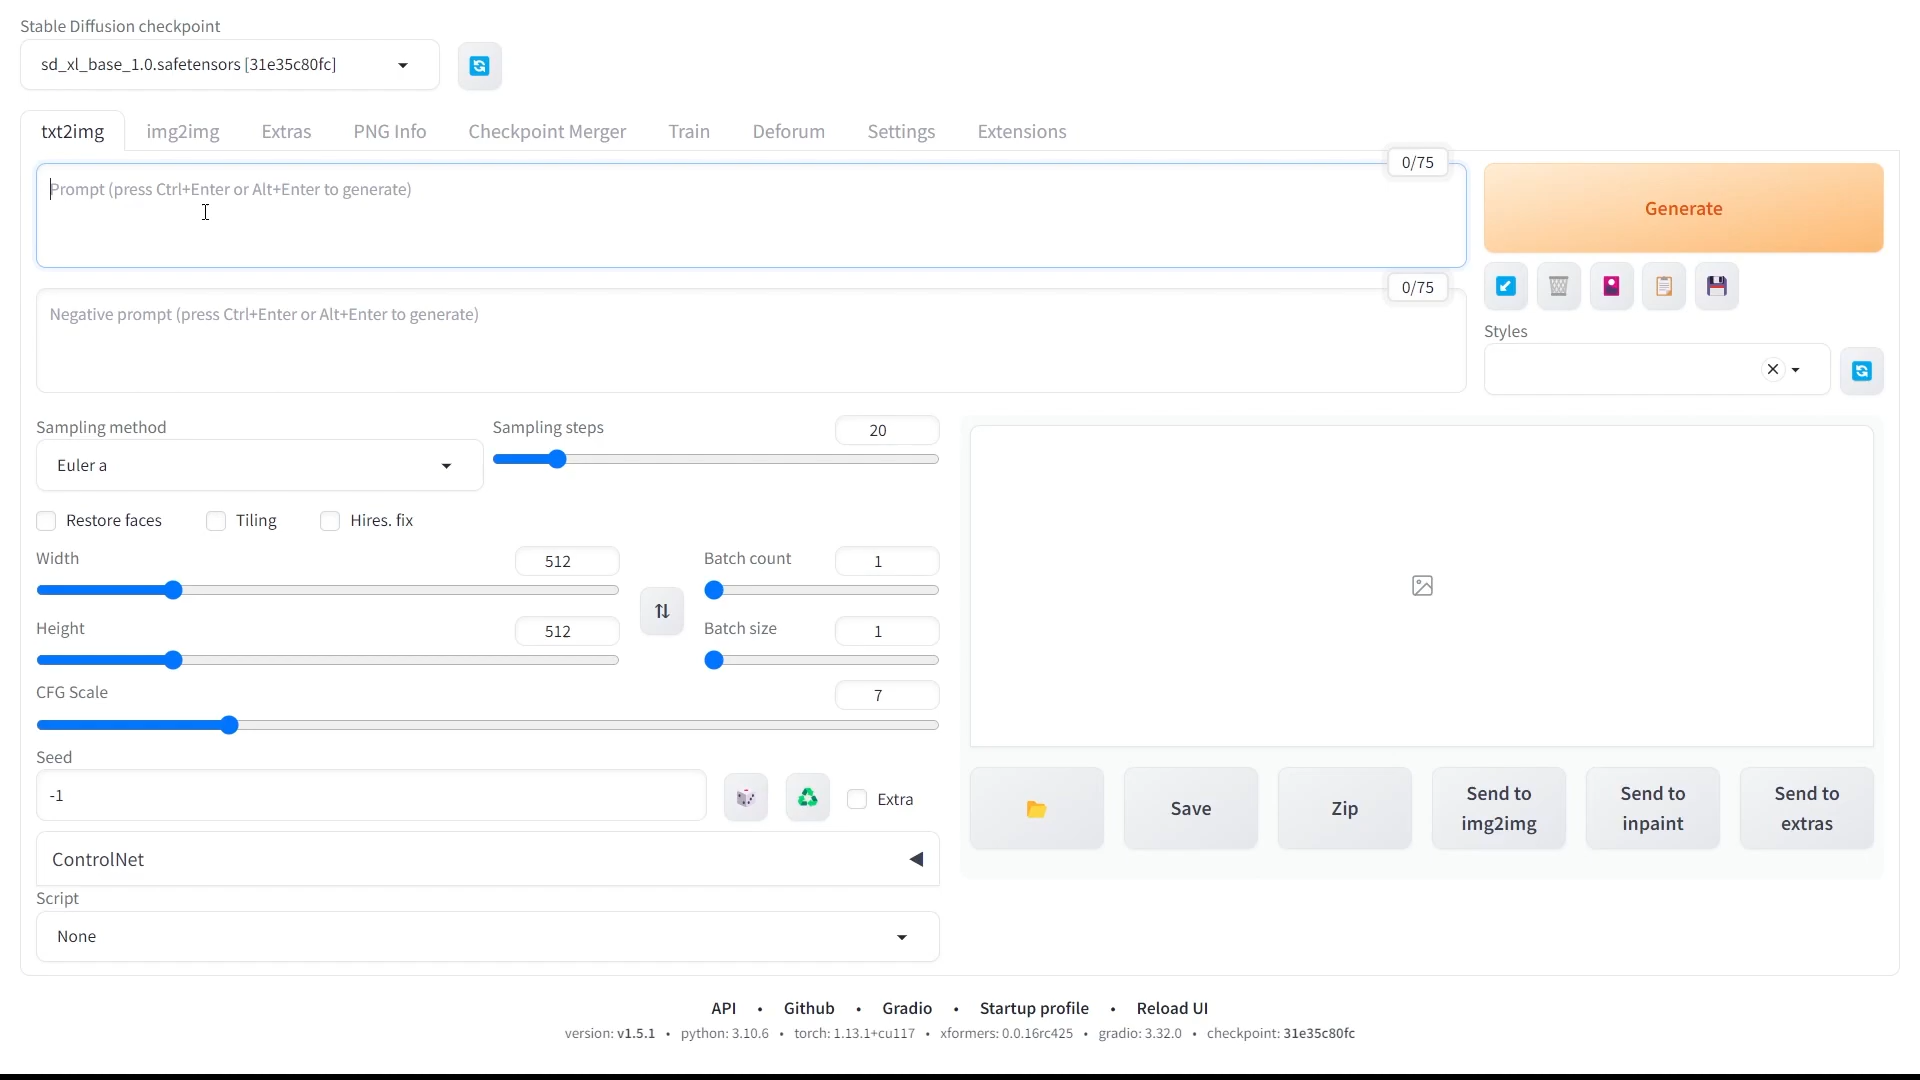 Stable Diffusion checkpoint
sd_xl_base_1.0.safetensors [31e35c80fc]
txt2img img2img Extras PNG Info Checkpoint Merger Train Deforum Settings Extensions
0/75
Prompt (press Ctrl+Enter or Alt+Enter to generate)
Generate
0/75
Negative prompt (press Ctrl+Enter or Alt+Enter to generate)
Styles
Sampling method
Euler a
Sampling steps
20
Restore faces Tiling Hires. fix
Width
512
Batch count
1
Height
512
Batch size
1
CFG Scale
7
Seed
-1
Extra
Save
Zip
Send to
img2img
Send to
inpaint
Send to
extras
ControlNet
Script
None
API • Github • Gradio • Startup profile • Reload UI
version: v1.5.1 • python: 3.10.6 • torch: 1.13.1+cu117 • xformers: 0.0.16rc425 • gradio: 3.32.0 • checkpoint: 31e35c80fc